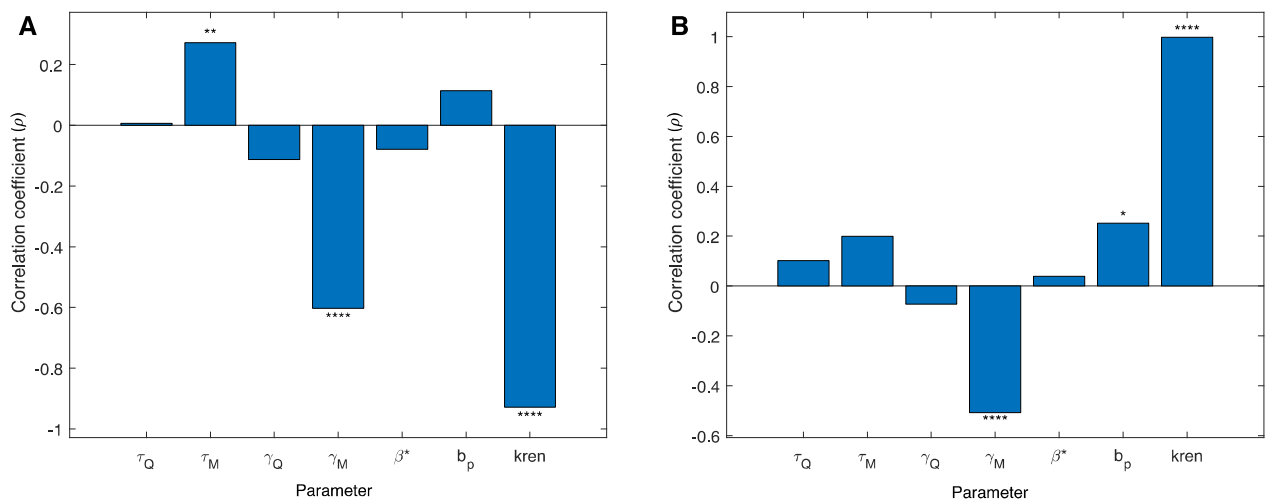 A
Correlation coefficient (ρ)
0.2
0
-0.2
-0.4
-0.6
-0.8
-1
**
****
****
τQ τM γQ γM β* bp kren
Parameter
B
Correlation coefficient (ρ)
1
0.8
0.6
0.4
0.2
0
-0.2
-0.4
-0.6
****
*
****
τQ τM γQ γM β* bp kren
Parameter